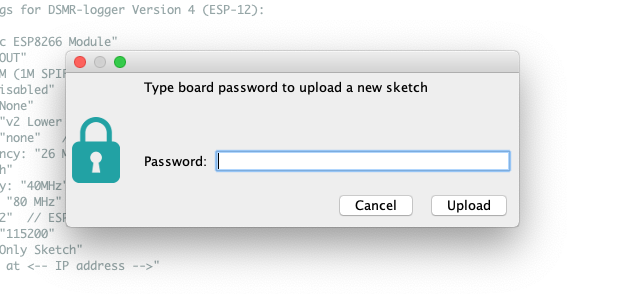 gs for DSMR-logger Version 4 (ESP-12):
c ESP8266 Module"
OUT"
M (1M SPIF
isabled"
None"
Type board password to upload a new sketch
"v2 Lower
"none" /
Password:
ncy: "26 M
h"
y: "40MHz"
"80 MHz"
Cancel Upload
2" // ESP
"115200"
Only Sketch"
at <-- IP address -->"